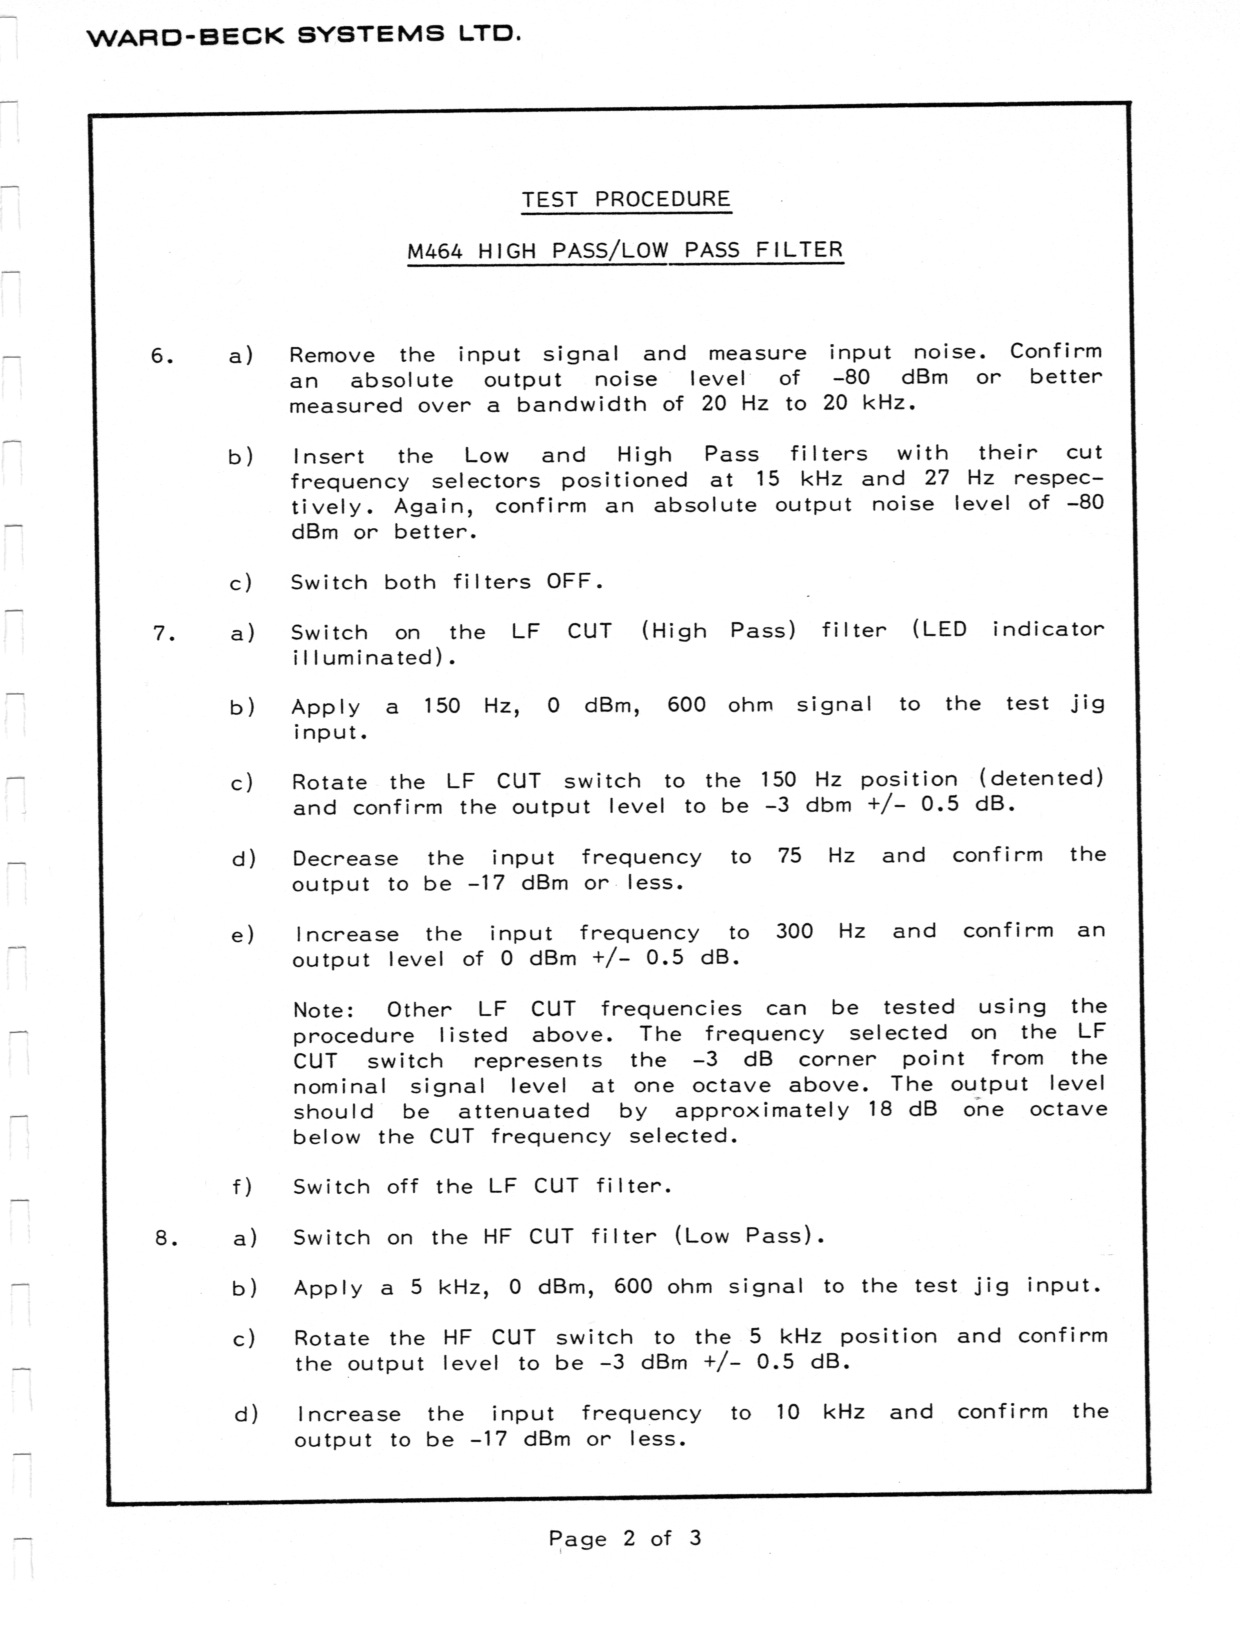 WARD-BECK SYSTEMS LTD.
TEST PROCEDURE
M464 HIGH PASS/LOW PASS FILTER
6. a) Remove the input signal and measure input noise. Confirm
an absolute output noise level of -80 dBm or better
measured over a bandwidth of 20 Hz to 20 kHz.
b) Insert the Low and High Pass filters with their cut
frequency selectors positioned at 15 kHz and 27 Hz respec-
tively. Again, confirm an absolute output noise level of -80
dBm or better.
c) Switch both filters OFF.
7. a) Switch on the LF CUT (High Pass) filter (LED indicator
illuminated).
b) Apply a 150 Hz, 0 dBm, 600 ohm signal to the test jig
input.
c) Rotate the LF CUT switch to the 150 Hz position (detented)
and confirm the output level to be -3 dbm +/- 0.5 dB.
d) Decrease the input frequency to 75 Hz and confirm the
output to be -17 dBm or less.
e) Increase the input frequency to 300 Hz and confirm an
output level of 0 dBm +/- 0.5 dB.
Note: Other LF CUT frequencies can be tested using the
procedure listed above. The frequency selected on the LF
CUT switch represents the -3 dB corner point from the
nominal signal level at one octave above. The output level
should be attenuated by approximately 18 dB one octave
below the CUT frequency selected.
f) Switch off the LF CUT filter.
8. a) Switch on the HF CUT filter (Low Pass).
b) Apply a 5 kHz, 0 dBm, 600 ohm signal to the test jig input.
c) Rotate the HF CUT switch to the 5 kHz position and confirm
the output level to be -3 dBm +/- 0.5 dB.
d) Increase the input frequency to 10 kHz and confirm the
output to be -17 dBm or less.
Page 2 of 3